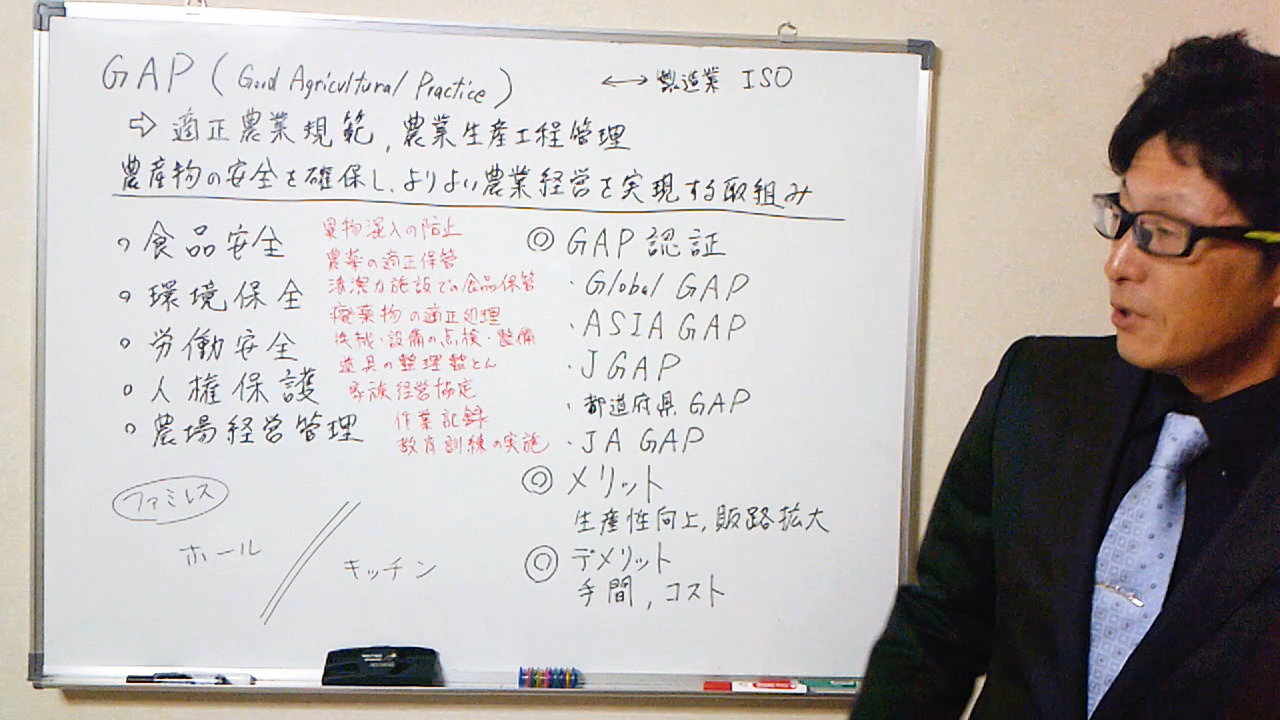 GAP (Good Agricultural Practice) ←→ 製造業 ISO
⇨ 適正農業規範, 農業生産工程管理
農産物の安全を確保し、よりよい農業経営を実現する取組み
○ 食品安全
異物混入の防止
農薬の適正保管
清潔な施設での食品保管
○ 環境保全
廃棄物の適正処理
○ 労働安全
機械・設備の点検・整備
道具の整理整とん
○ 人権保護
家族経営協定
○ 農場経営管理
作業記録
教育訓練の実施
ファミレス
ホール // キッチン
◎ GAP認証
・Global GAP
・ASIA GAP
・JGAP
・都道府県GAP
・JA GAP
◎ メリット
生産性向上, 販路拡大
◎ デメリット
手間, コスト